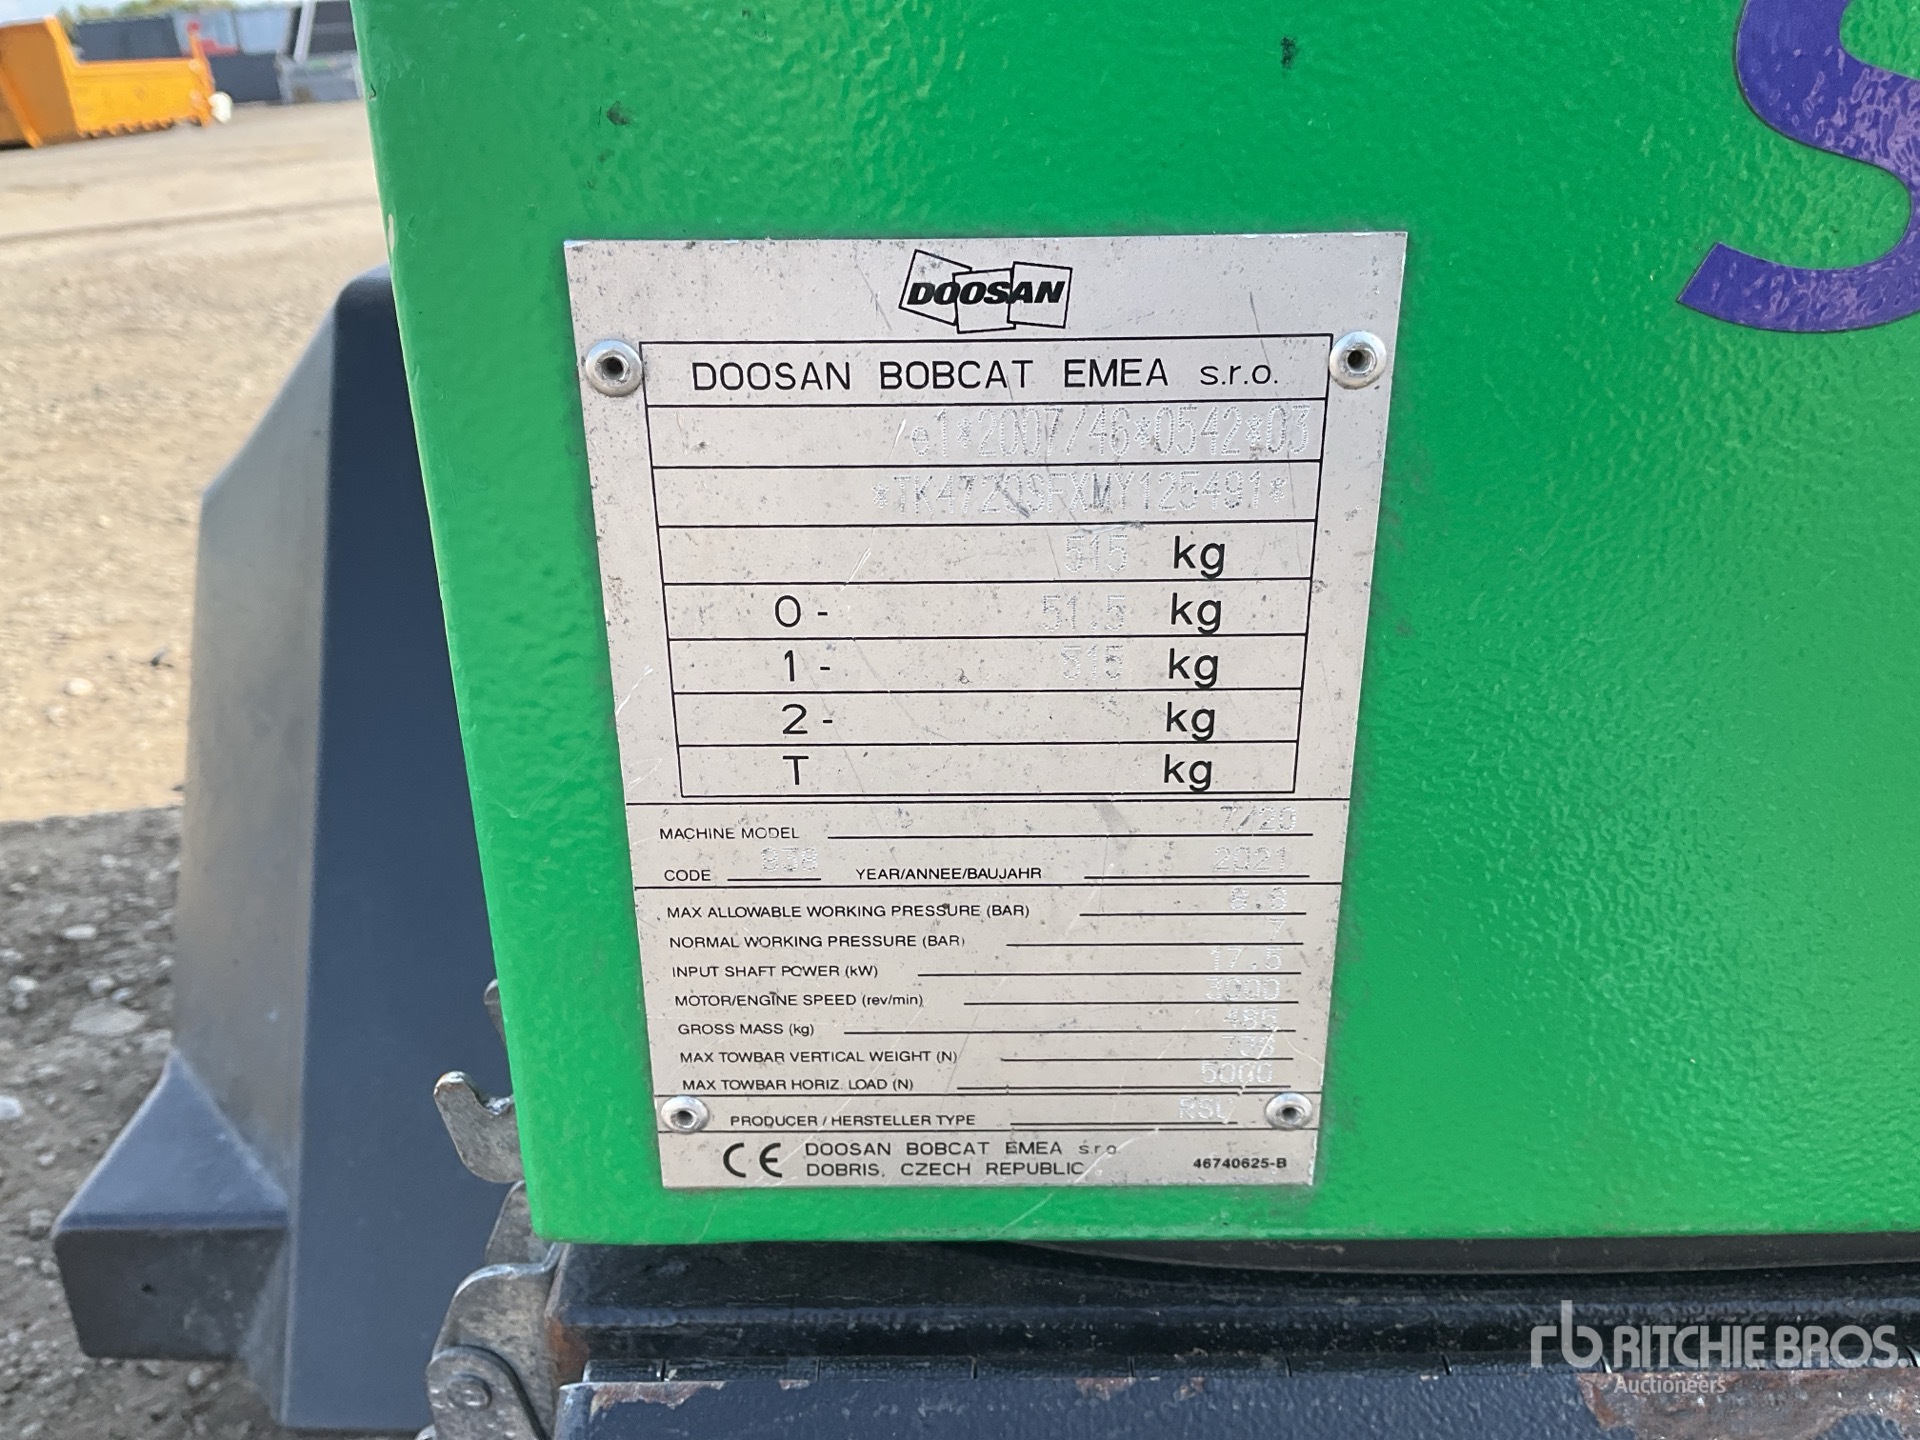 S
DOOSAN
DOOSAN BOBCAT EMEA s.r.o.
e1*2007/46*0542*03
515 kg
0- 51.5 kg
1- 515 kg
2- kg
T kg
MACHINE MODEL 7/20
CODE 938 YEAR/ANNEE/BAUJAHR 2021
MAX ALLOWABLE WORKING PRESSURE (BAR)
NORMAL WORKING PRESSURE (BAR) 7
INPUT SHAFT POWER (kW) 17.5
MOTOR/ENGINE SPEED (rev/min) 3000
GROSS MASS (kg) 485
MAX TOWBAR VERTICAL WEIGHT (N)
MAX TOWBAR HORIZ. LOAD (N) 5000
PRODUCER / HERSTELLER TYPE
CE DOOSAN BOBCAT EMEA s.r.o.
DOBRIS, CZECH REPUBLIC
46740625-B
rb RITCHIE BROS.
Auctioneers